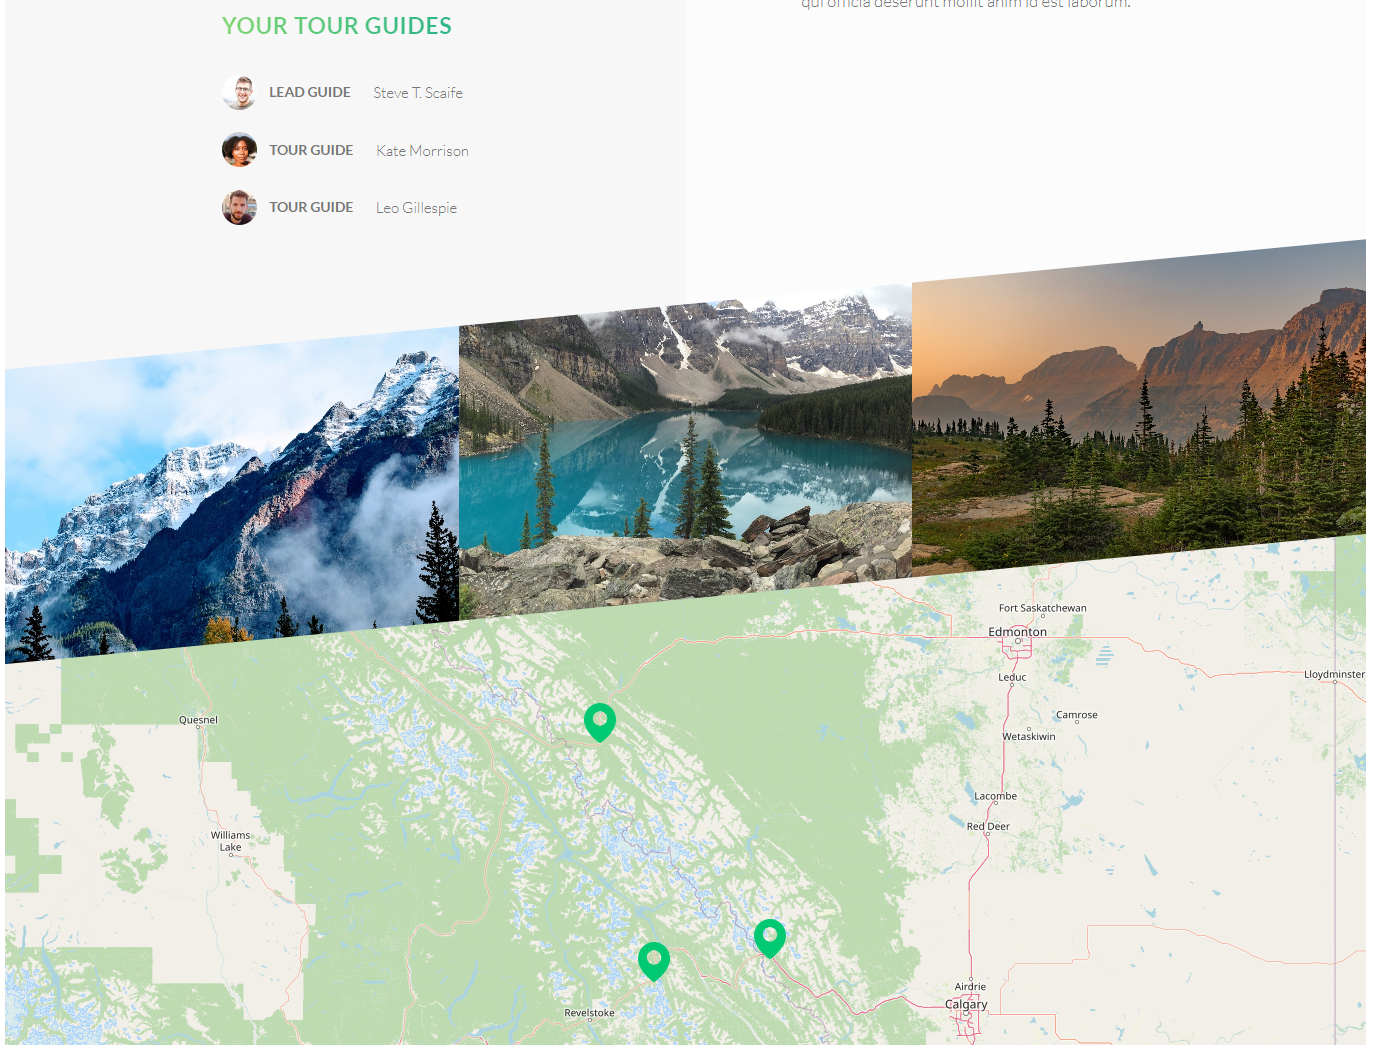 qui officia deserunt mollit anim id est laborum.
YOUR TOUR GUIDES
LEAD GUIDE Steve T. Scaife
TOUR GUIDE Kate Morrison
TOUR GUIDE Leo Gillespie
Fort Saskatchewan
Edmonton
Leduc
Lloydminster
Camrose
Quesnel
Wetaskiwin
Lacombe
Red Deer
Williams
Lake
Airdrie
Calgary
Revelstoke